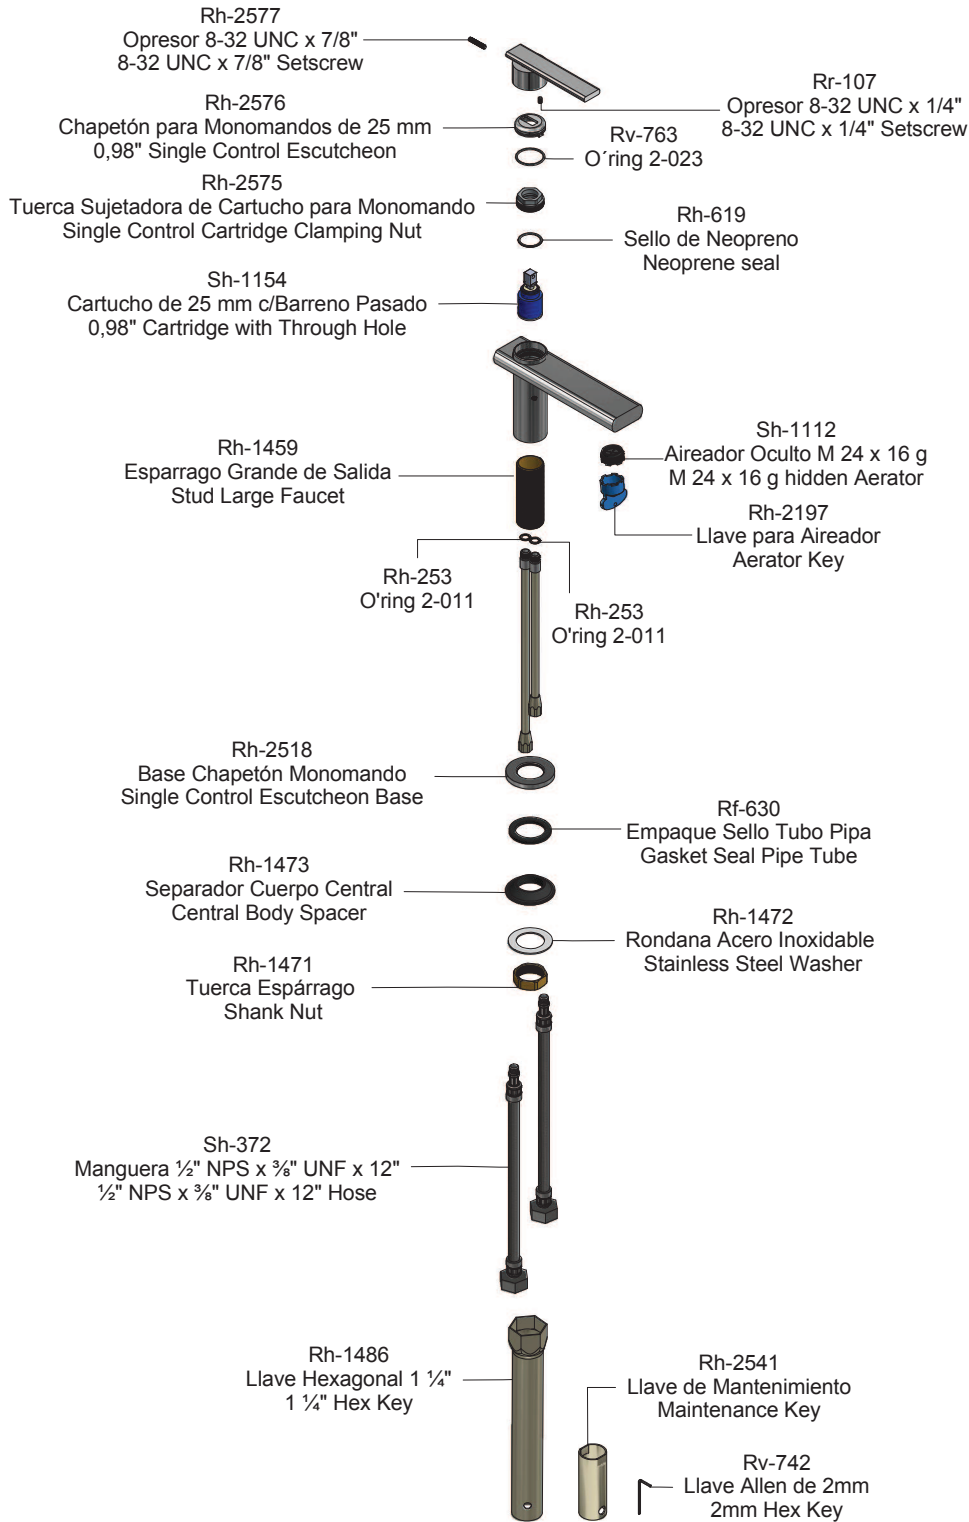 Rh-2577
Opresor 8-32 UNC x 7/8"
8-32 UNC x 7/8" Setscrew
Rr-107
Opresor 8-32 UNC x 1/4"
8-32 UNC x 1/4" Setscrew
Rh-2576
Chapetón para Monomandos de 25 mm
0,98" Single Control Escutcheon
Rv-763
O´ring 2-023
Rh-2575
Tuerca Sujetadora de Cartucho para Monomando
Single Control Cartridge Clamping Nut
Rh-619
Sello de Neopreno
Neoprene seal
Sh-1154
Cartucho de 25 mm c/Barreno Pasado
0,98" Cartridge with Through Hole
Sh-1112
Aireador Oculto M 24 x 16 g
M 24 x 16 g hidden Aerator
Rh-1459
Esparrago Grande de Salida
Stud Large Faucet
Rh-2197
Llave para Aireador
Aerator Key
Rh-253
O'ring 2-011
Rh-253
O'ring 2-011
Rh-2518
Base Chapetón Monomando
Single Control Escutcheon Base
Rf-630
Empaque Sello Tubo Pipa
Gasket Seal Pipe Tube
Rh-1473
Separador Cuerpo Central
Central Body Spacer
Rh-1472
Rondana Acero Inoxidable
Stainless Steel Washer
Rh-1471
Tuerca Espárrago
Shank Nut
Sh-372
Manguera ½" NPS x ⅜" UNF x 12"
½" NPS x ⅜" UNF x 12" Hose
Rh-1486
Llave Hexagonal 1 ¼"
1 ¼" Hex Key
Rh-2541
Llave de Mantenimiento
Maintenance Key
Rv-742
Llave Allen de 2mm
2mm Hex Key